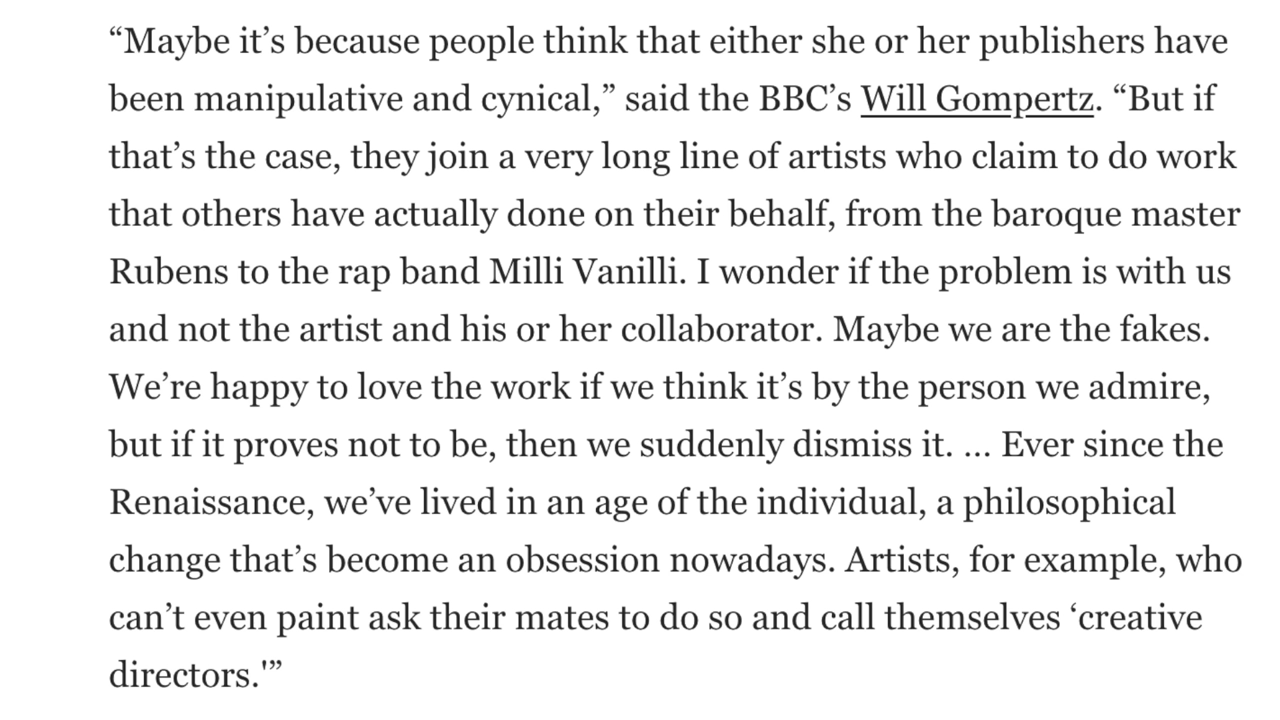 “Maybe it’s because people think that either she or her publishers have
been manipulative and cynical,” said the BBC’s Will Gompertz. “But if
that’s the case, they join a very long line of artists who claim to do work
that others have actually done on their behalf, from the baroque master
Rubens to the rap band Milli Vanilli. I wonder if the problem is with us
and not the artist and his or her collaborator. Maybe we are the fakes.
We’re happy to love the work if we think it’s by the person we admire,
but if it proves not to be, then we suddenly dismiss it. … Ever since the
Renaissance, we’ve lived in an age of the individual, a philosophical
change that’s become an obsession nowadays. Artists, for example, who
can’t even paint ask their mates to do so and call themselves ‘creative
directors.'”